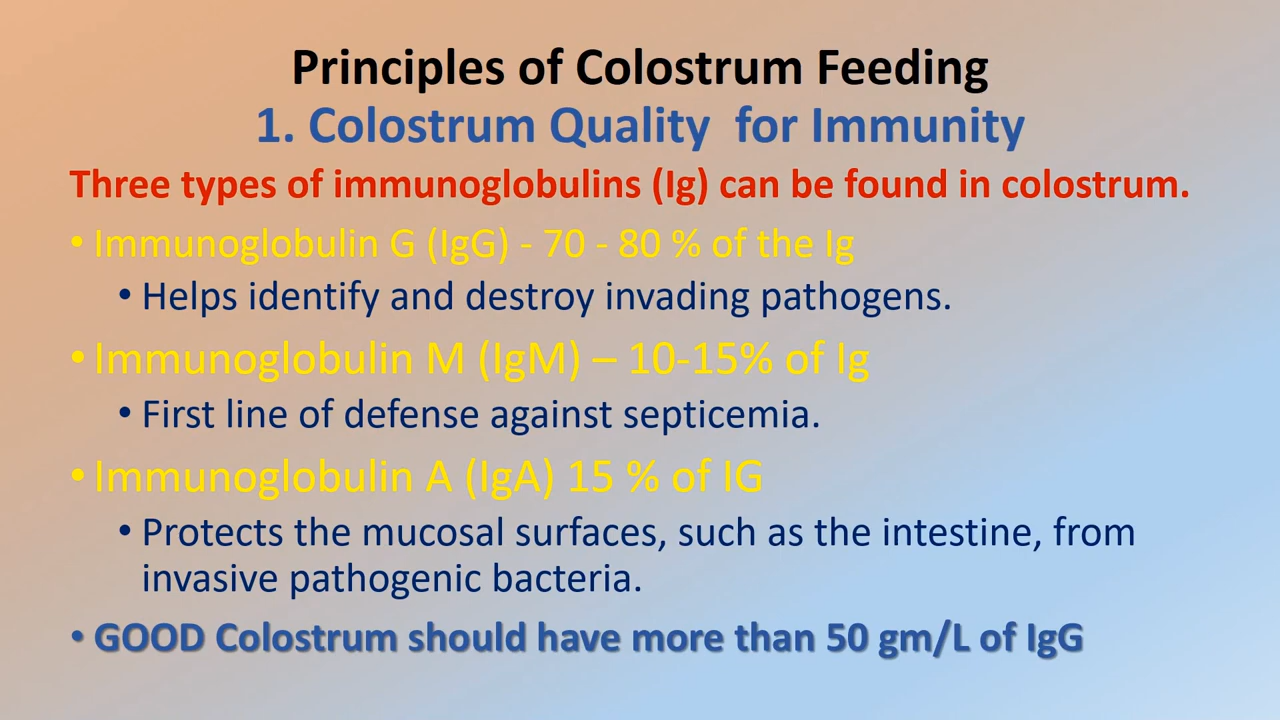 Principles of Colostrum Feeding
1. Colostrum Quality  for Immunity
Three types of immunoglobulins (Ig) can be found in colostrum.
• Immunoglobulin G (IgG) - 70 - 80 % of the Ig
• Helps identify and destroy invading pathogens.
• Immunoglobulin M (IgM) – 10-15% of Ig
• First line of defense against septicemia.
• Immunoglobulin A (IgA) 15 % of IG
• Protects the mucosal surfaces, such as the intestine, from
invasive pathogenic bacteria.
• GOOD Colostrum should have more than 50 gm/L of IgG